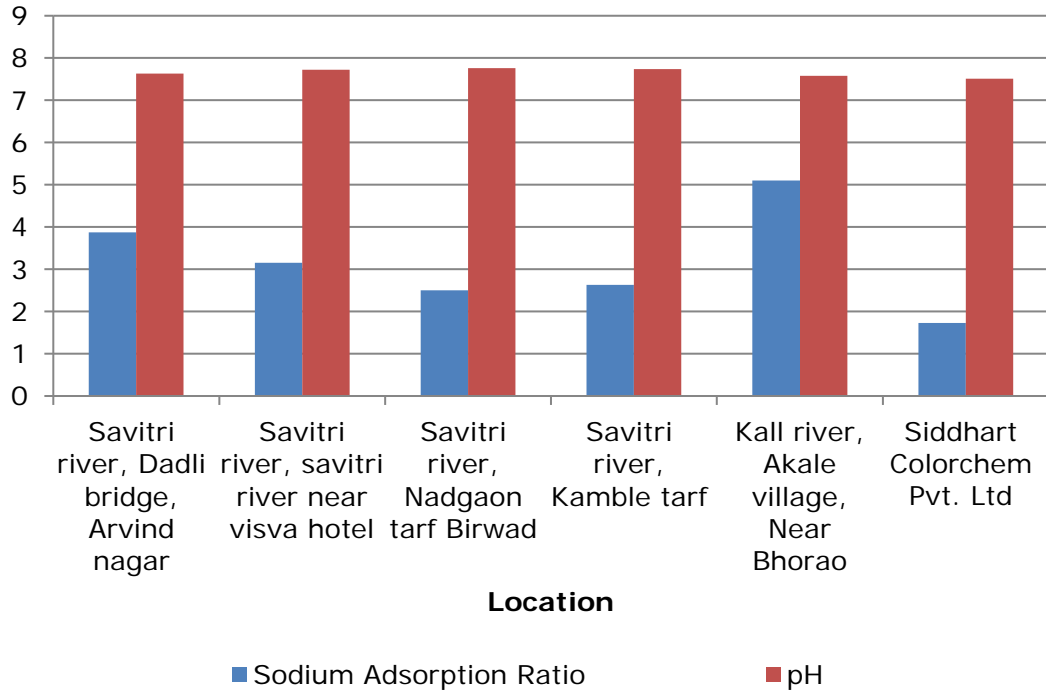 9
8
7
6
5
4
3
2
1
0
Savitri
river, Dadli
bridge,
Arvind
nagar
Savitri
river, savitri
river near
visva hotel
Savitri
river,
Nadgaon
tarf Birwad
Savitri
river,
Kamble tarf
Kall river,
Akale
village,
Near
Bhorao
Siddhart
Colorchem
Pvt. Ltd
Location
Sodium Adsorption Ratio
pH